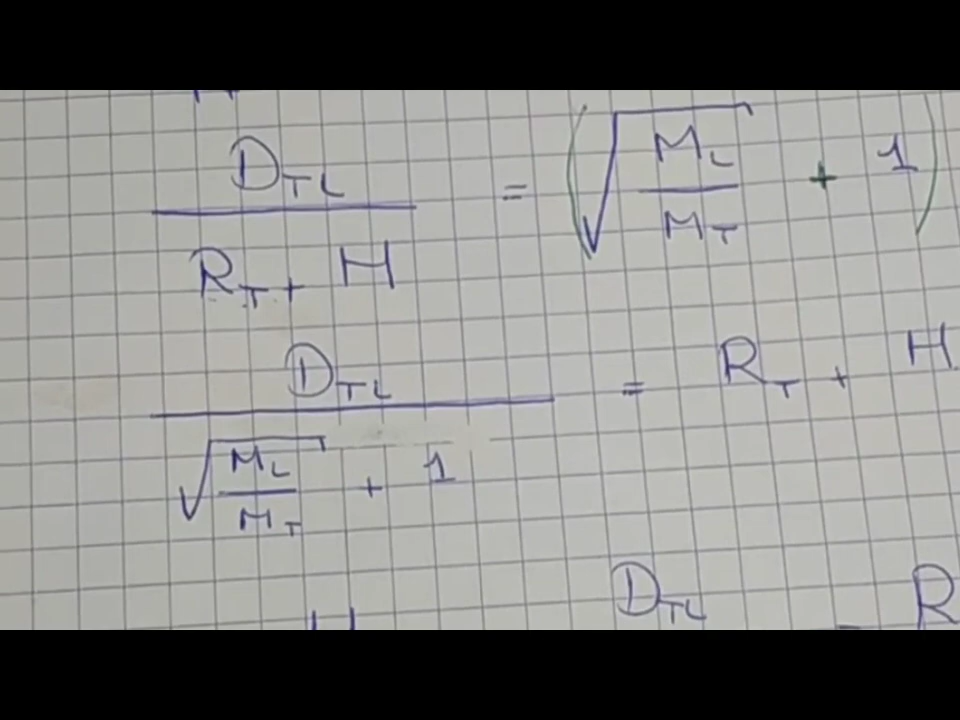 D_TL / (R_T + H) = (√(M_L / M_T) + 1)
D_TL / (√(M_L / M_T) + 1) = R_T + H
H D_TL - R